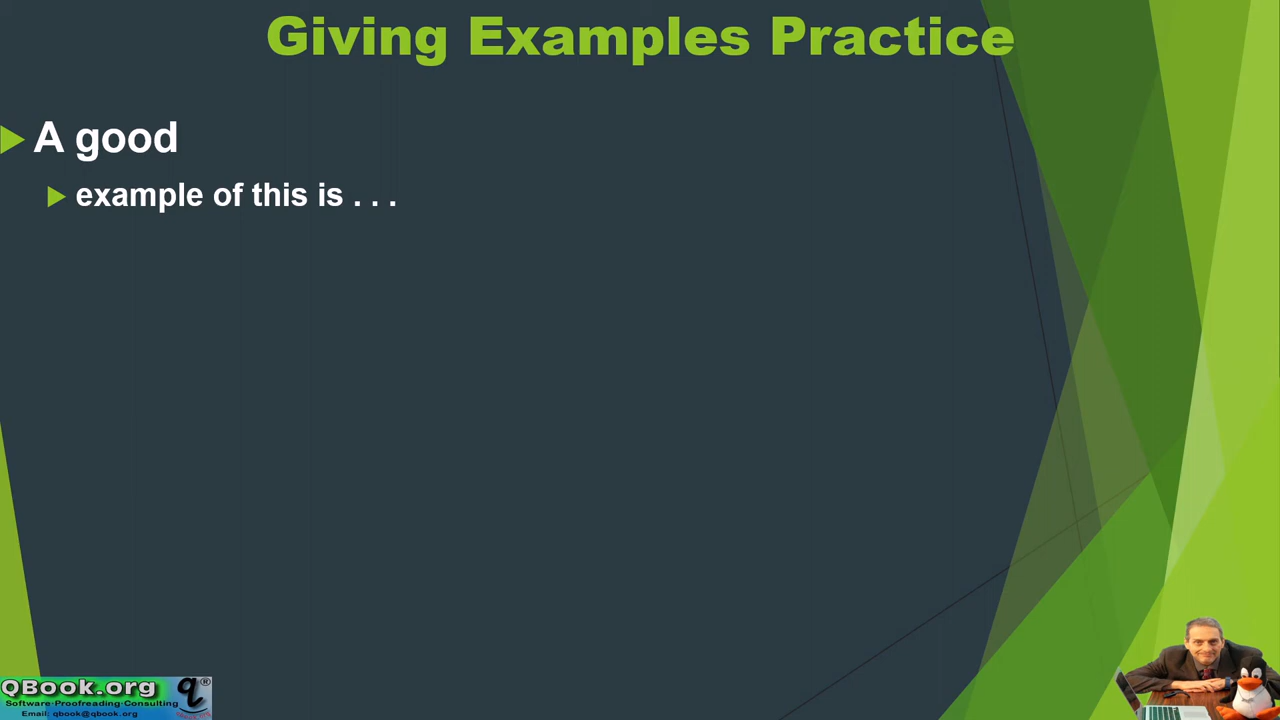 Giving Examples Practice
A good
example of this is . . .
QBook.org
q®
Software·Proofreading·Consulting
Email: qbook@qbook.org